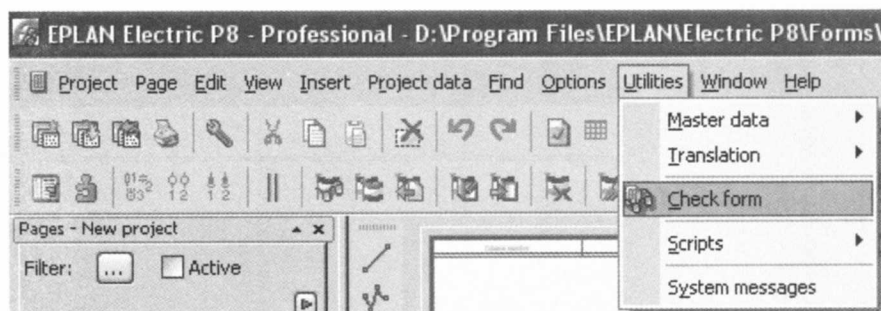 EPLAN Electric P8 - Professional - D:\Program Files\EPLAN\Electric P8\Forms\
Project Page Edit View Insert Project data Find Options Utilities Window Help
Master data
Translation
Check form
Scripts
System messages
Pages - New project
Filter: ... Active